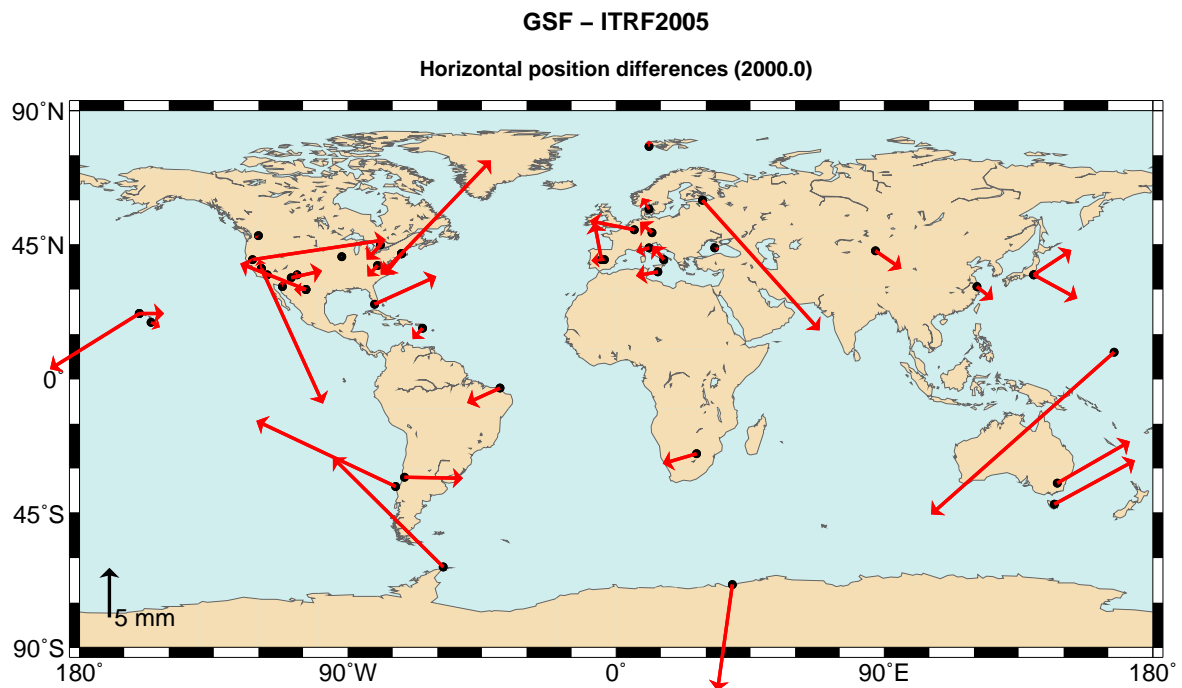 GSF – ITRF2005
Horizontal position differences (2000.0)
90˚N
45˚N
0
45˚S
90˚S
5 mm
180˚ 90˚W 0˚ 90˚E 180˚